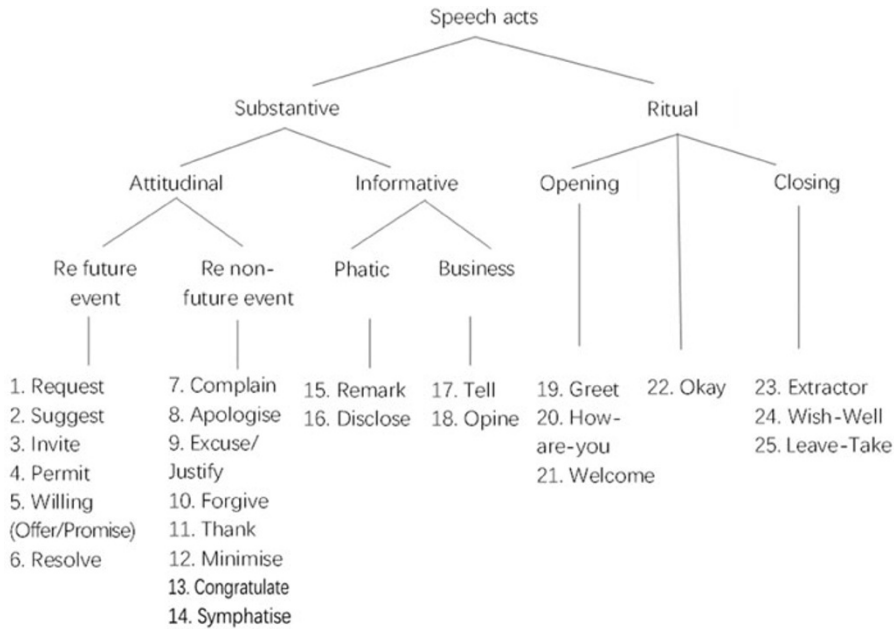 Speech acts
Substantive
Ritual
Attitudinal
Informative
Opening
Closing
Re future
event
Re non-
future event
Phatic
Business
1. Request
2. Suggest
3. Invite
4. Permit
5. Willing
(Offer/Promise)
6. Resolve
7. Complain
8. Apologise
9. Excuse/
Justify
10. Forgive
11. Thank
12. Minimise
13. Congratulate
14. Symphatise
15. Remark
16. Disclose
17. Tell
18. Opine
19. Greet
20. How-
are-you
21. Welcome
22. Okay
23. Extractor
24. Wish-Well
25. Leave-Take